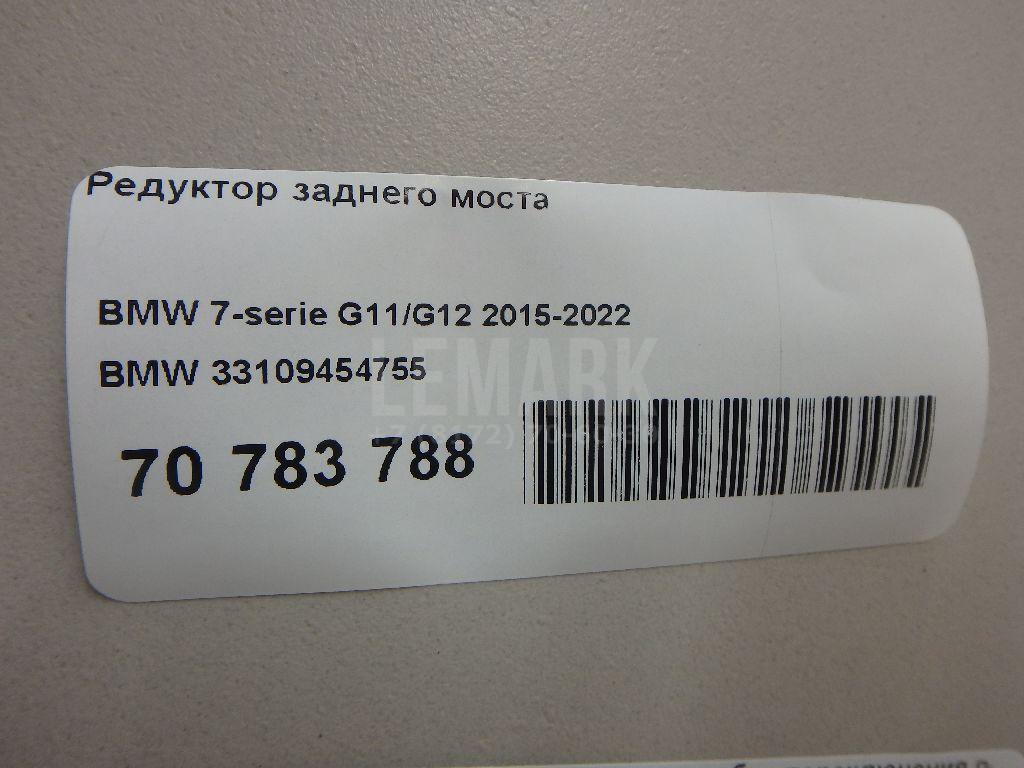 Редуктор заднего моста
BMW 7-serie G11/G12 2015-2022
BMW 33109454755
LEMARK
70 783 788